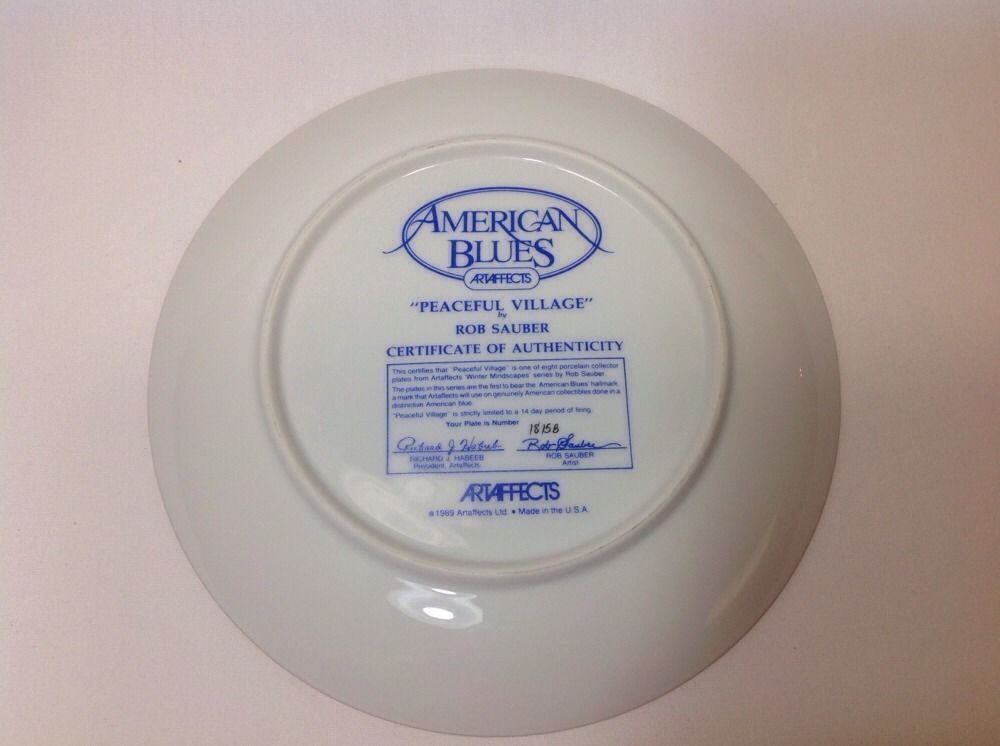 AMERICAN
BLUES
ARTAFFECTS
"PEACEFUL VILLAGE"
by
ROB SAUBER
CERTIFICATE OF AUTHENTICITY
This certifies that "Peaceful Village" is one of eight porcelain collector
plates from Artaffects 'Winter Mindscapes' series by Rob Sauber.
The plates in this series are the first to bear the 'American Blues' hallmark,
a mark that Artaffects will use on genuinely American collectibles done in a
distinctive American blue.
"Peaceful Village" is strictly limited to a 14 day period of firing.
Your Plate is Number 1815B
Richard J. Habeeb Rob Sauber
RICHARD J. HABEEB ROB SAUBER
President, Artaffects Artist
ARTAFFECTS
©1989 Artaffects Ltd. • Made in the U.S.A.